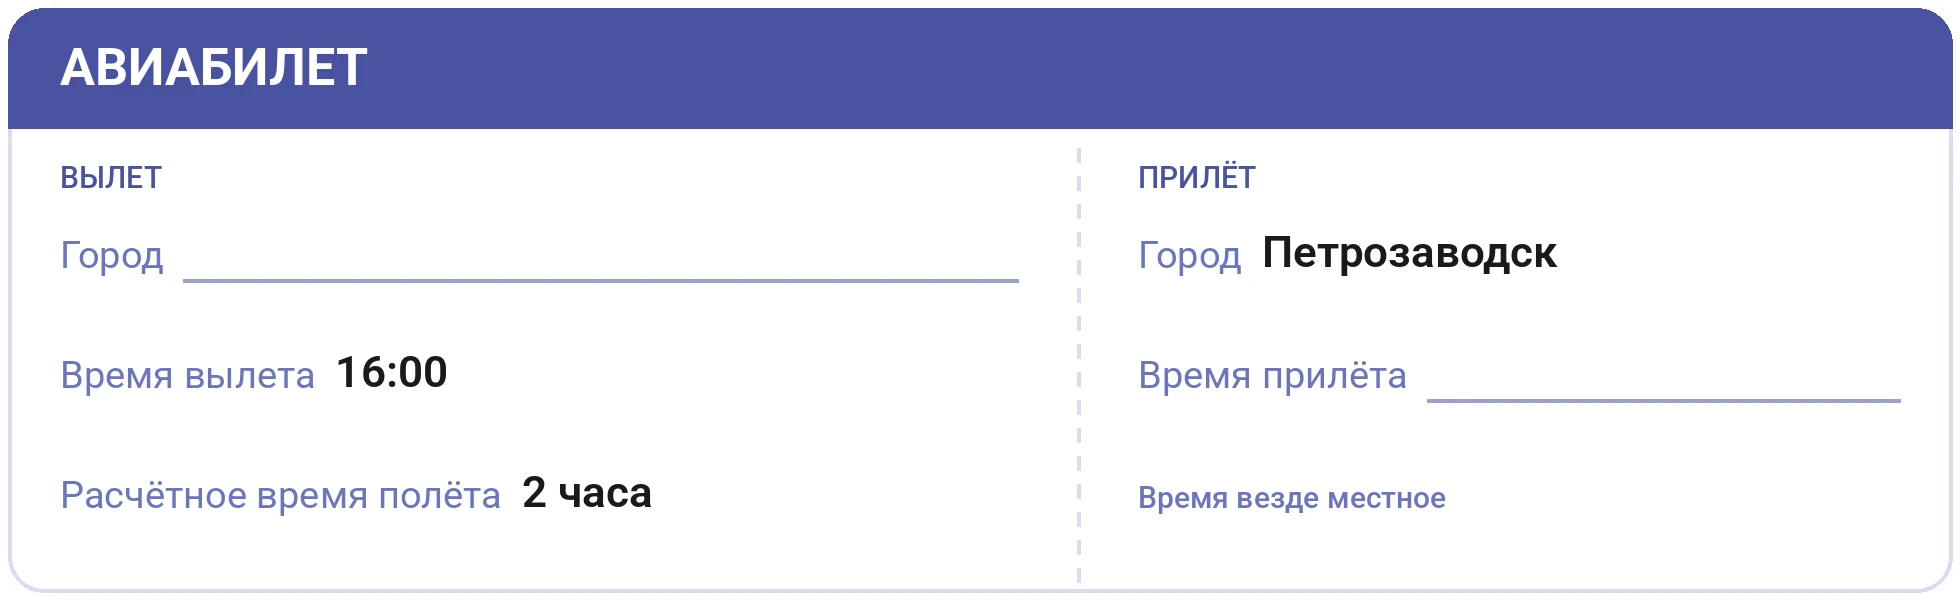 АВИАБИЛЕТ
ВЫЛЕТ
Город
Время вылета 16:00
Расчётное время полёта 2 часа
ПРИЛЁТ
Город Петрозаводск
Время прилёта
Время везде местное